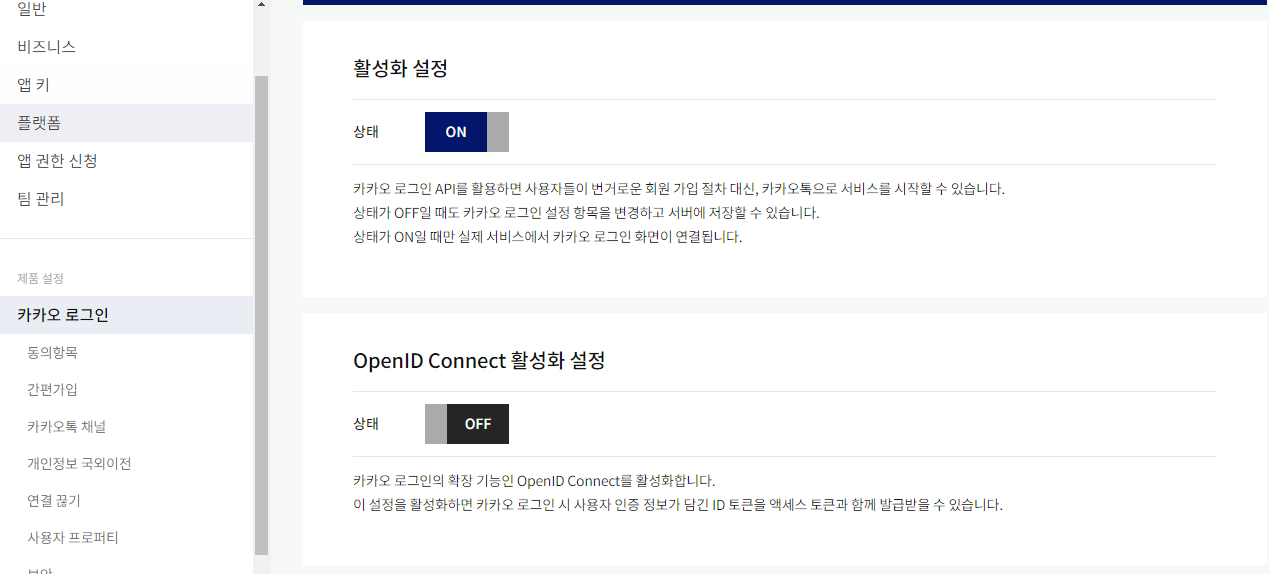 일반
비즈니스
앱 키
플랫폼
앱 권한 신청
팀 관리
제품 설정
카카오 로그인
동의항목
간편가입
카카오톡 채널
개인정보 국외이전
연결 끊기
사용자 프로퍼티
활성화 설정
상태 ON
카카오 로그인 API를 활용하면 사용자들이 번거로운 회원 가입 절차 대신, 카카오톡으로 서비스를 시작할 수 있습니다.
상태가 OFF일 때도 카카오 로그인 설정 항목을 변경하고 서버에 저장할 수 있습니다.
상태가 ON일 때만 실제 서비스에서 카카오 로그인 화면이 연결됩니다.
OpenID Connect 활성화 설정
상태 OFF
카카오 로그인의 확장 기능인 OpenID Connect를 활성화합니다.
이 설정을 활성화하면 카카오 로그인 시 사용자 인증 정보가 담긴 ID 토큰을 액세스 토큰과 함께 발급받을 수 있습니다.